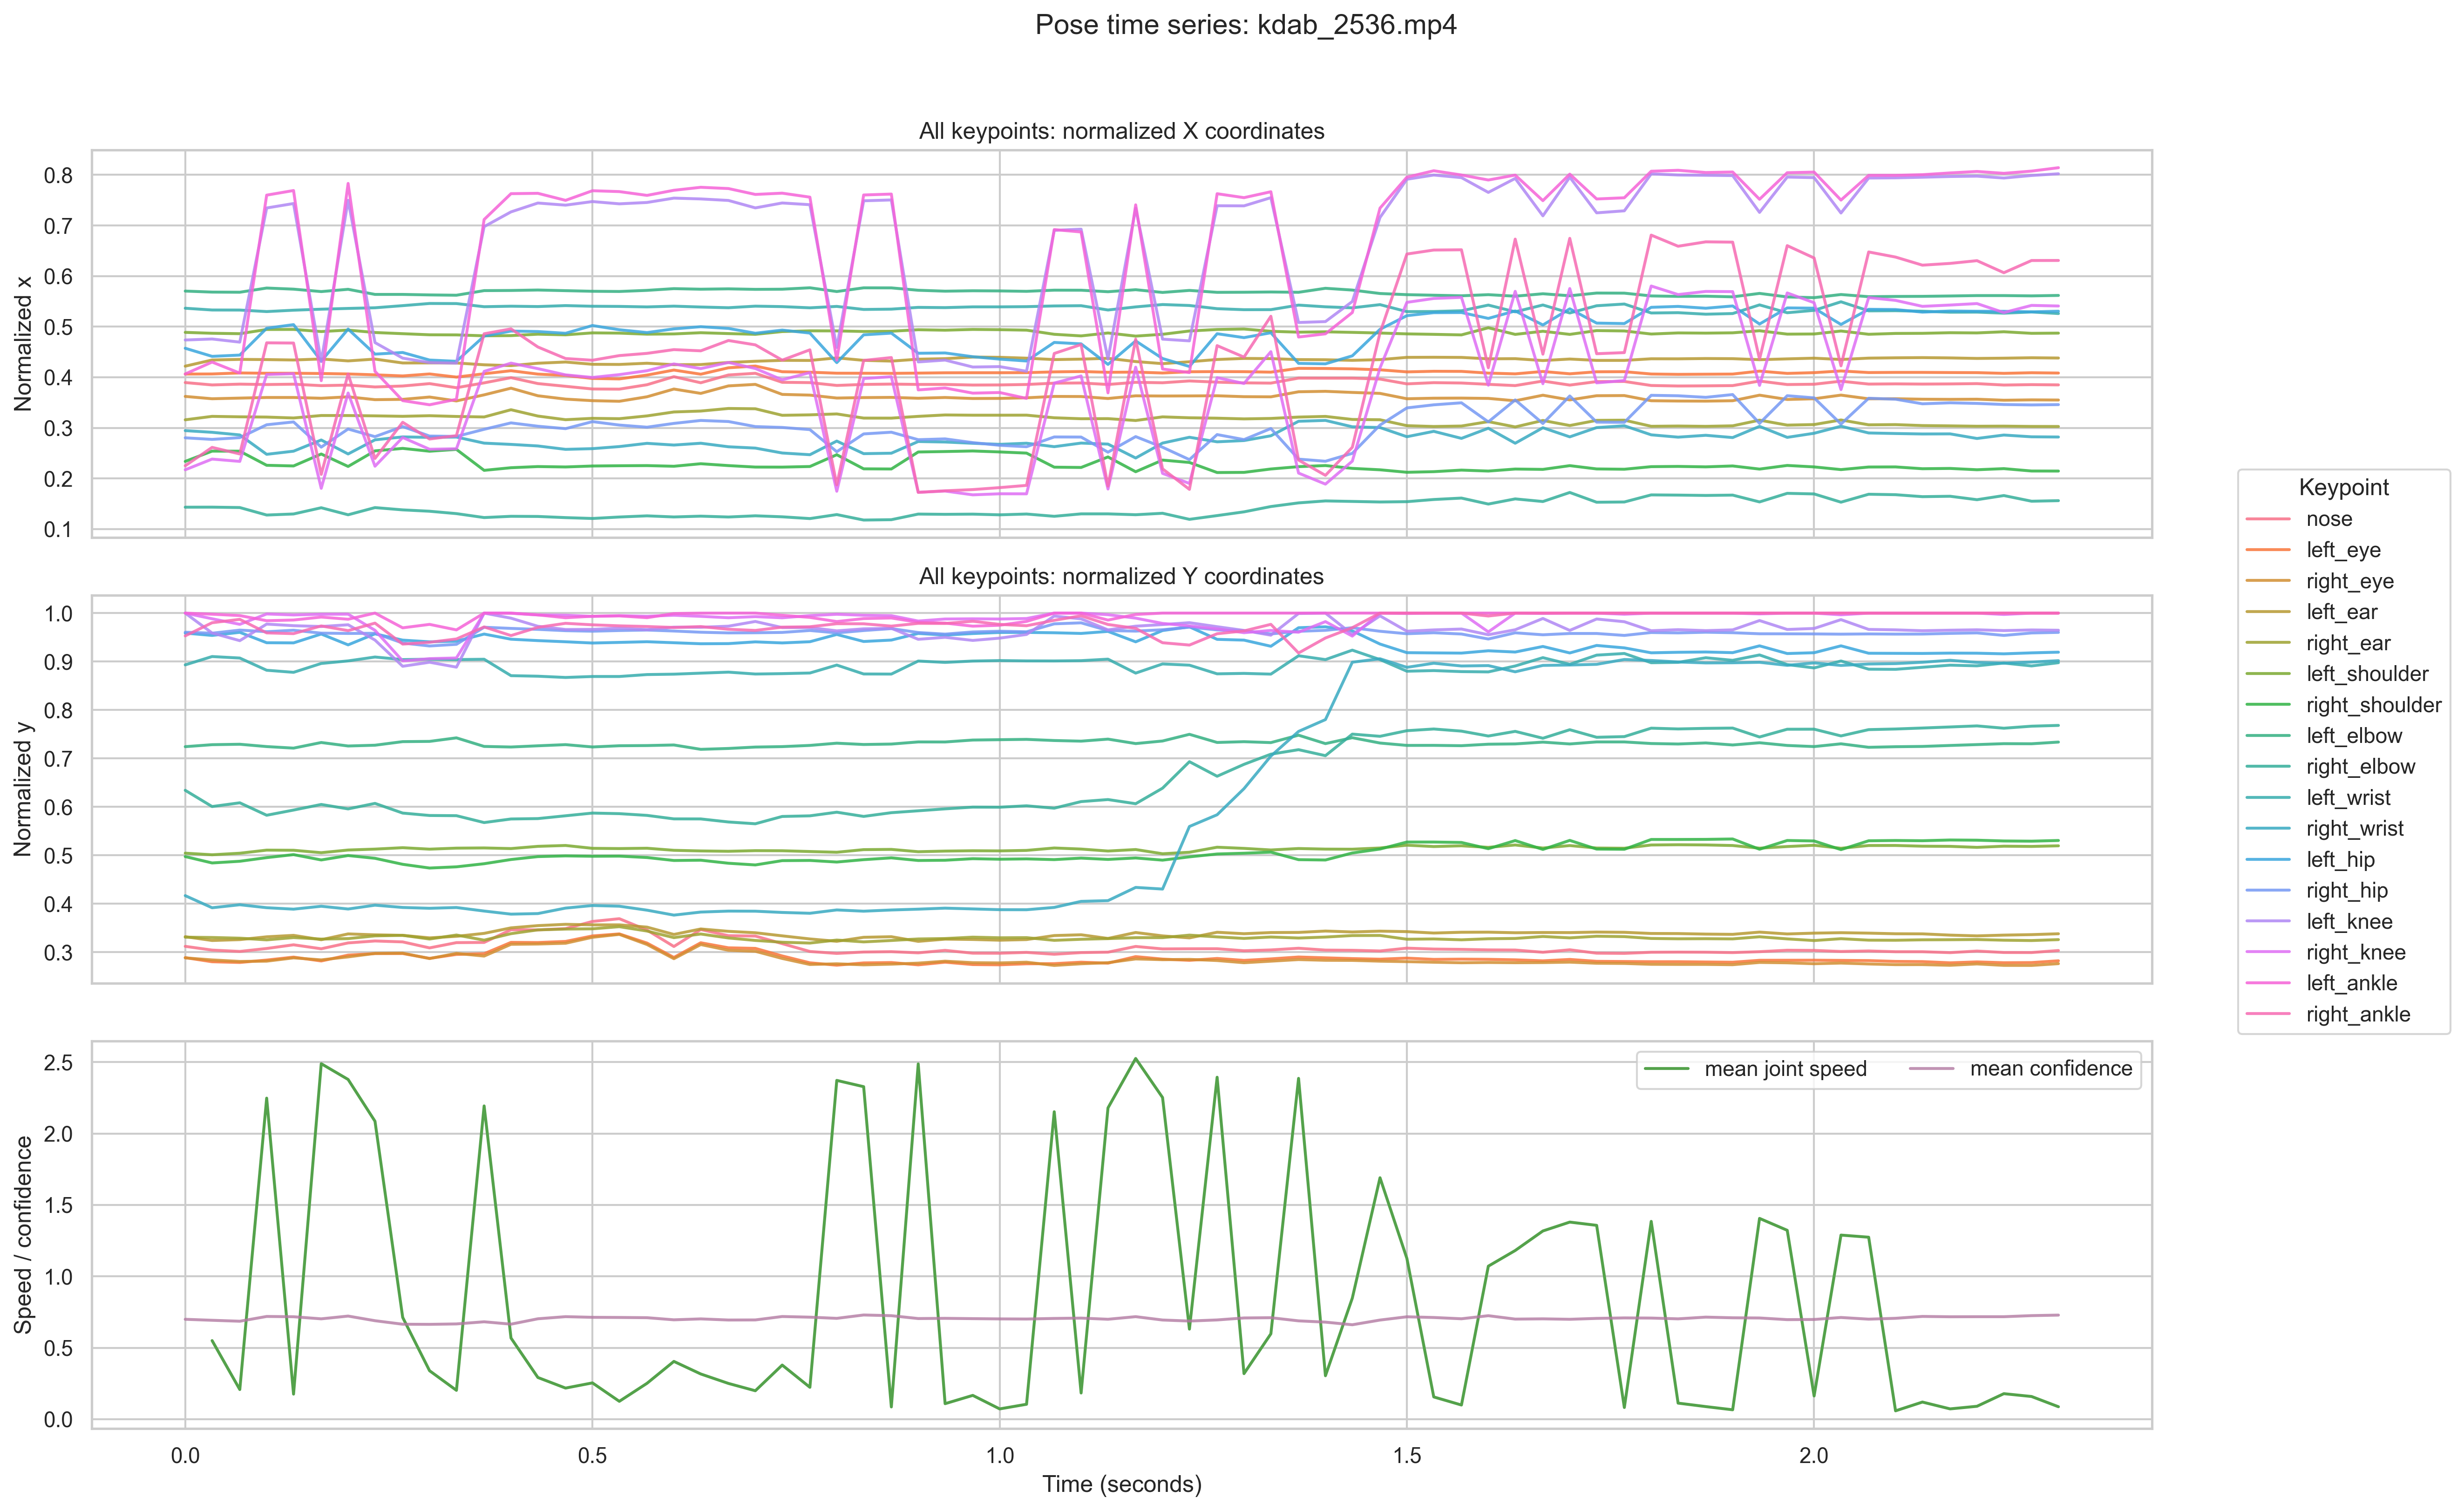 Pose time series: kdab_2536.mp4
All keypoints: normalized X coordinates
Normalized x
0.8
0.7
0.6
0.5
0.4
0.3
0.2
0.1
All keypoints: normalized Y coordinates
Normalized y
1.0
0.9
0.8
0.7
0.6
0.5
0.4
0.3
Keypoint
nose
left_eye
right_eye
left_ear
right_ear
left_shoulder
right_shoulder
left_elbow
right_elbow
left_wrist
right_wrist
left_hip
right_hip
left_knee
right_knee
left_ankle
right_ankle
mean joint speed mean confidence
Speed / confidence
2.5
2.0
1.5
1.0
0.5
0.0
0.0 0.5 1.0 1.5 2.0
Time (seconds)